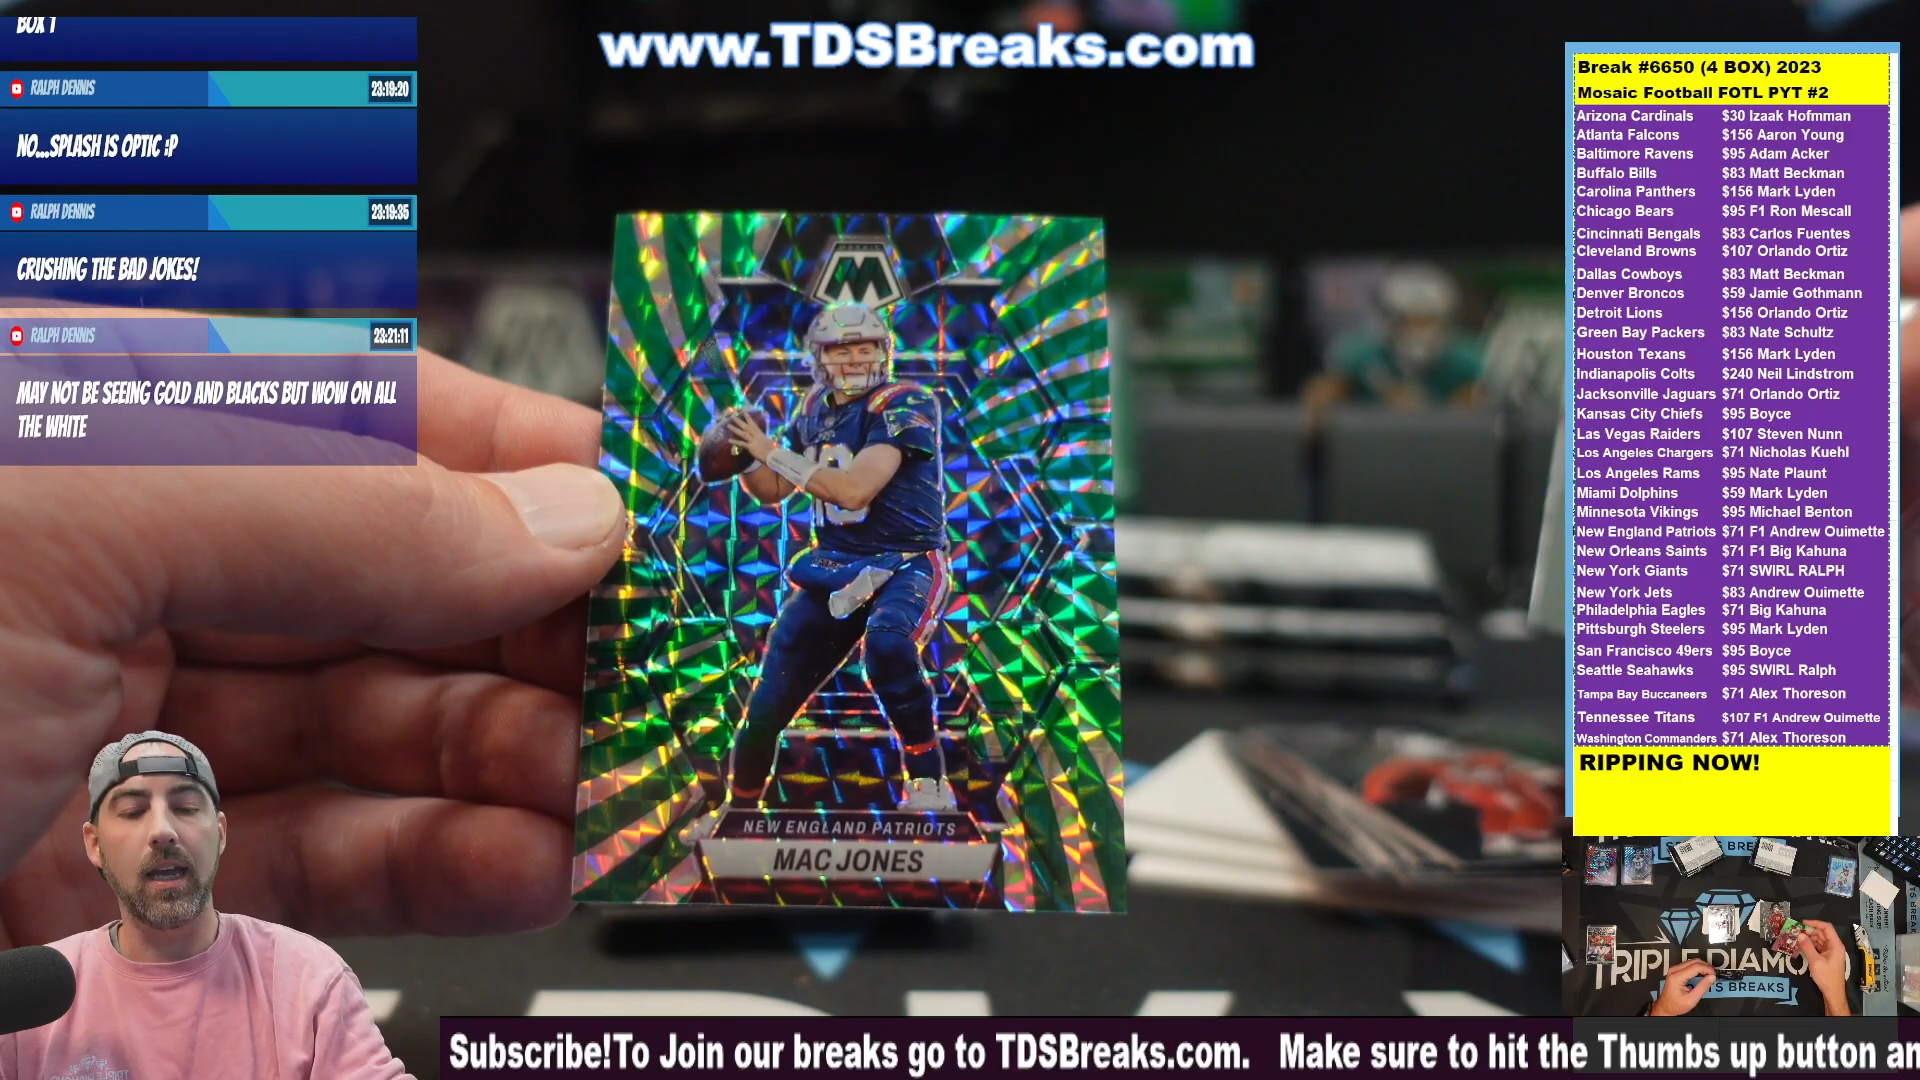 www.TDSBreaks.com
BOX 1
RALPH DENNIS 23:19:20
NO...SPLASH IS OPTIC :P
RALPH DENNIS 23:19:35
CRUSHING THE BAD JOKES!
RALPH DENNIS 23:21:11
MAY NOT BE SEEING GOLD AND BLACKS BUT WOW ON ALL
THE WHITE
MOSAIC
M
10
NEW ENGLAND PATRIOTS
MAC JONES
Break #6650 (4 BOX) 2023
Mosaic Football FOTL PYT #2
Arizona Cardinals $30 Izaak Hofmman
Atlanta Falcons $156 Aaron Young
Baltimore Ravens $95 Adam Acker
Buffalo Bills $83 Matt Beckman
Carolina Panthers $156 Mark Lyden
Chicago Bears $95 F1 Ron Mescall
Cincinnati Bengals $83 Carlos Fuentes
Cleveland Browns $107 Orlando Ortiz
Dallas Cowboys $83 Matt Beckman
Denver Broncos $59 Jamie Gothmann
Detroit Lions $156 Orlando Ortiz
Green Bay Packers $83 Nate Schultz
Houston Texans $156 Mark Lyden
Indianapolis Colts $240 Neil Lindstrom
Jacksonville Jaguars $71 Orlando Ortiz
Kansas City Chiefs $95 Boyce
Las Vegas Raiders $107 Steven Nunn
Los Angeles Chargers $71 Nicholas Kuehl
Los Angeles Rams $95 Nate Plaunt
Miami Dolphins $59 Mark Lyden
Minnesota Vikings $95 Michael Benton
New England Patriots $71 F1 Andrew Ouimette
New Orleans Saints $71 F1 Big Kahuna
New York Giants $71 SWIRL RALPH
New York Jets $83 Andrew Ouimette
Philadelphia Eagles $71 Big Kahuna
Pittsburgh Steelers $95 Mark Lyden
San Francisco 49ers $95 Boyce
Seattle Seahawks $95 SWIRL Ralph
Tampa Bay Buccaneers $71 Alex Thoreson
Tennessee Titans $107 F1 Andrew Ouimette
Washington Commanders $71 Alex Thoreson
RIPPING NOW!
TRIPLE DIAMO
TS BREAKS
Subscribe!To Join our breaks go to TDSBreaks.com. Make sure to hit the Thumbs up button an